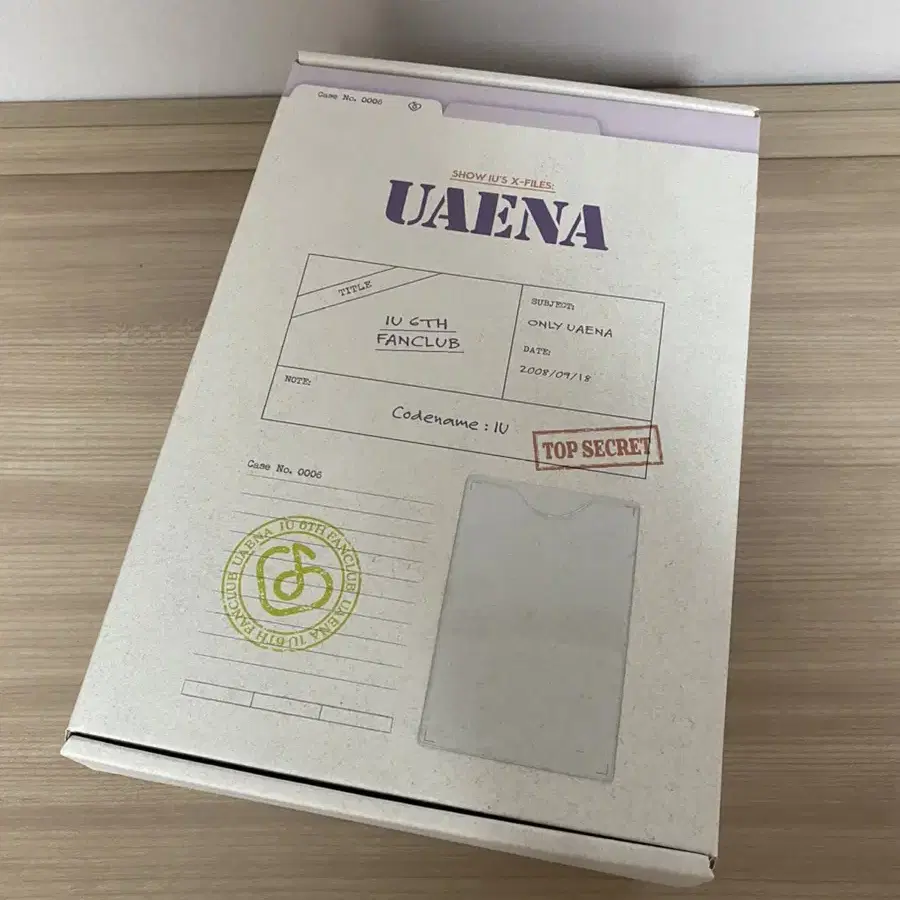 Case No. 0006
SHOW IU'S X-FILES:
UAENA
TITLE
IU 6TH
FANCLUB
SUBJECT:
ONLY UAENA
DATE:
2008/09/18
NOTE:
Codename : IU
TOP SECRET
Case No. 0006
UAENA IU 6TH FANCLUB UAENA IU 6TH FANCLUB